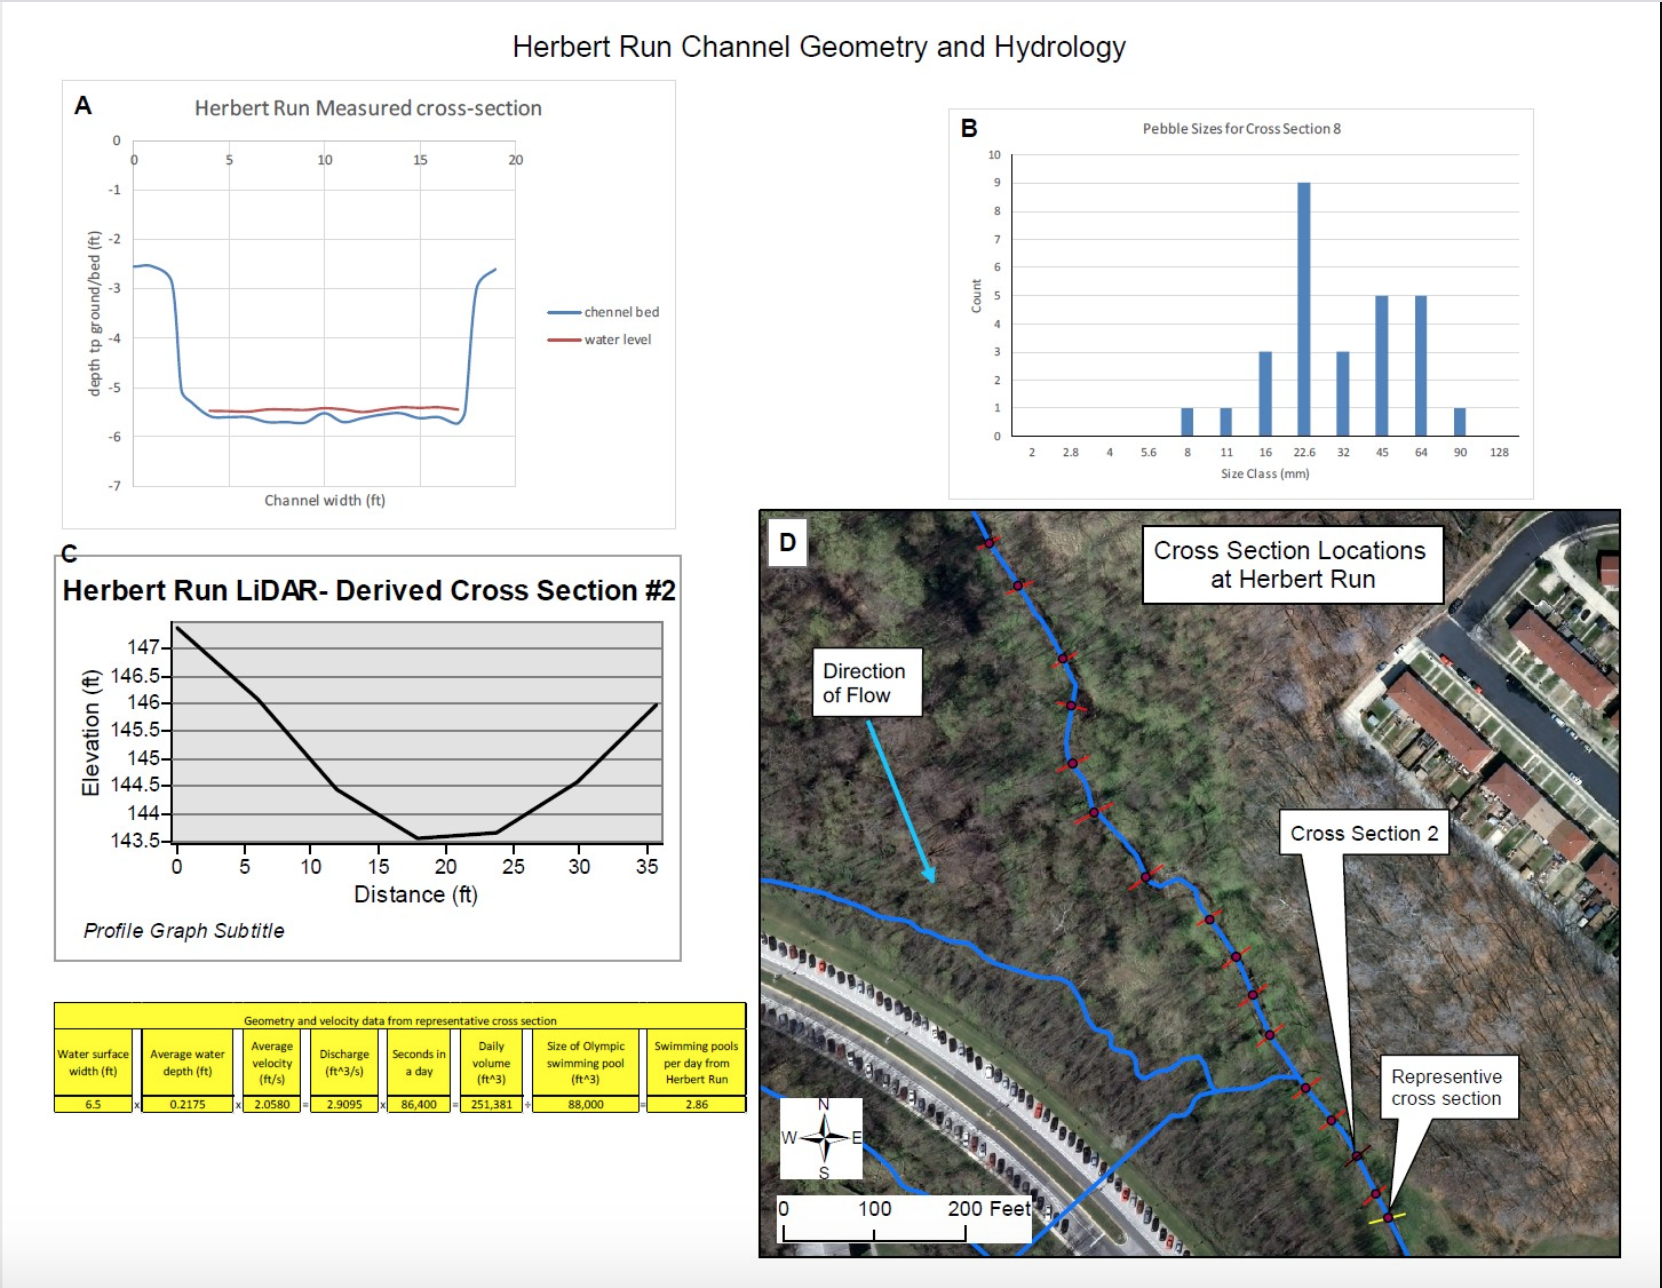 Herbert Run Channel Geometry and Hydrology
A
Herbert Run Measured cross-section
0
0 5 10 15 20
-1
-2
-3
-4
-5
-6
-7
depth tp ground/bed (ft)
Channel width (ft)
chennel bed
water level
B
Pebble Sizes for Cross Section 8
10
9
8
7
6
5
4
3
2
1
0
Count
2 2.8 4 5.6 8 11 16 22.6 32 45 64 90 128
Size Class (mm)
C
Herbert Run LiDAR- Derived Cross Section #2
147
146.5
146
145.5
145
144.5
144
143.5
Elevation (ft)
0 5 10 15 20 25 30 35
Distance (ft)
Profile Graph Subtitle
Geometry and velocity data from representative cross section
Water surface width (ft) Average water depth (ft) Average velocity (ft/s) Discharge (ft^3/s) Seconds in a day Daily volume (ft^3) Size of Olympic swimming pool (ft^3) Swimming pools per day from Herbert Run
6.5 x 0.2175 x 2.0580 = 2.9095 x 86,400 = 251,381 ÷ 88,000 = 2.86
D
Cross Section Locations
at Herbert Run
Direction
of Flow
Cross Section 2
Representive
cross section
N
W E
S
0 100 200 Feet